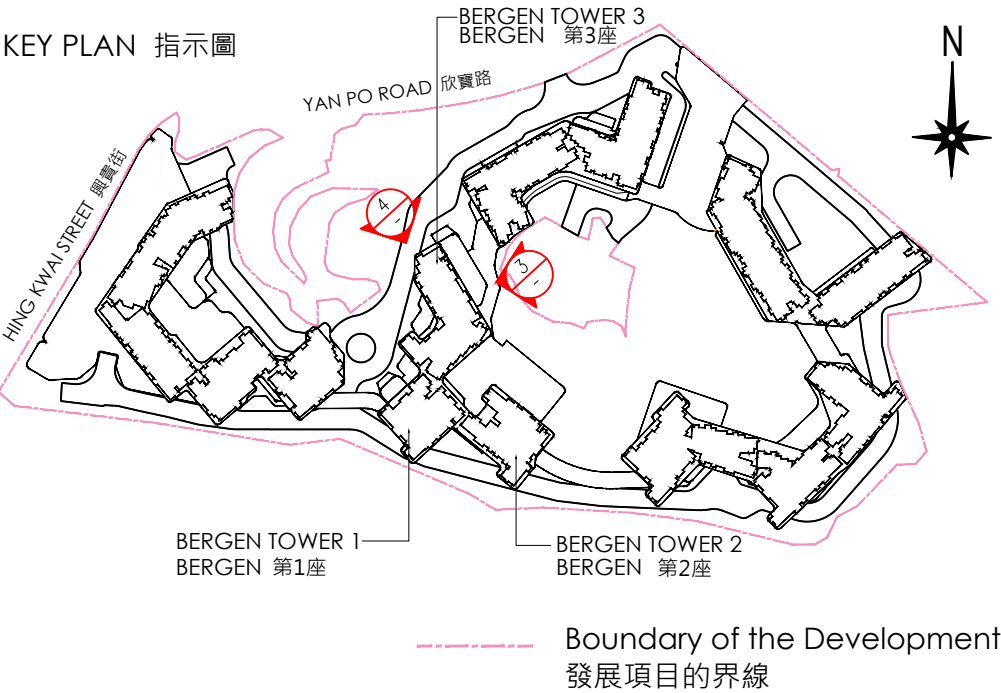 BERGEN TOWER 3
BERGEN 第3座
KEY PLAN 指示圖
N
YAN PO ROAD 欣寶路
HING KWAI STREET 興貴街
4
-
3
-
BERGEN TOWER 1
BERGEN 第1座
BERGEN TOWER 2
BERGEN 第2座
Boundary of the Development
發展項目的界線